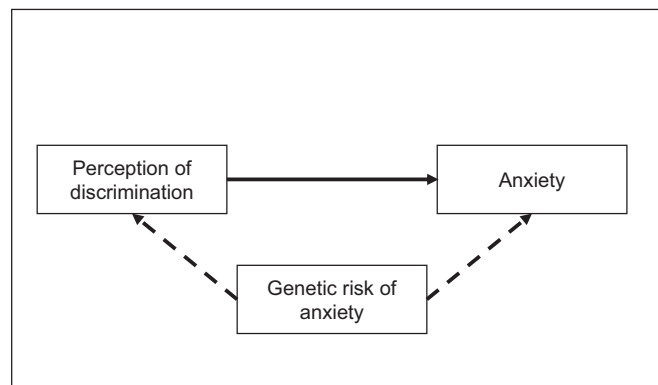 Perception of
discrimination
Anxiety
Genetic risk of
anxiety